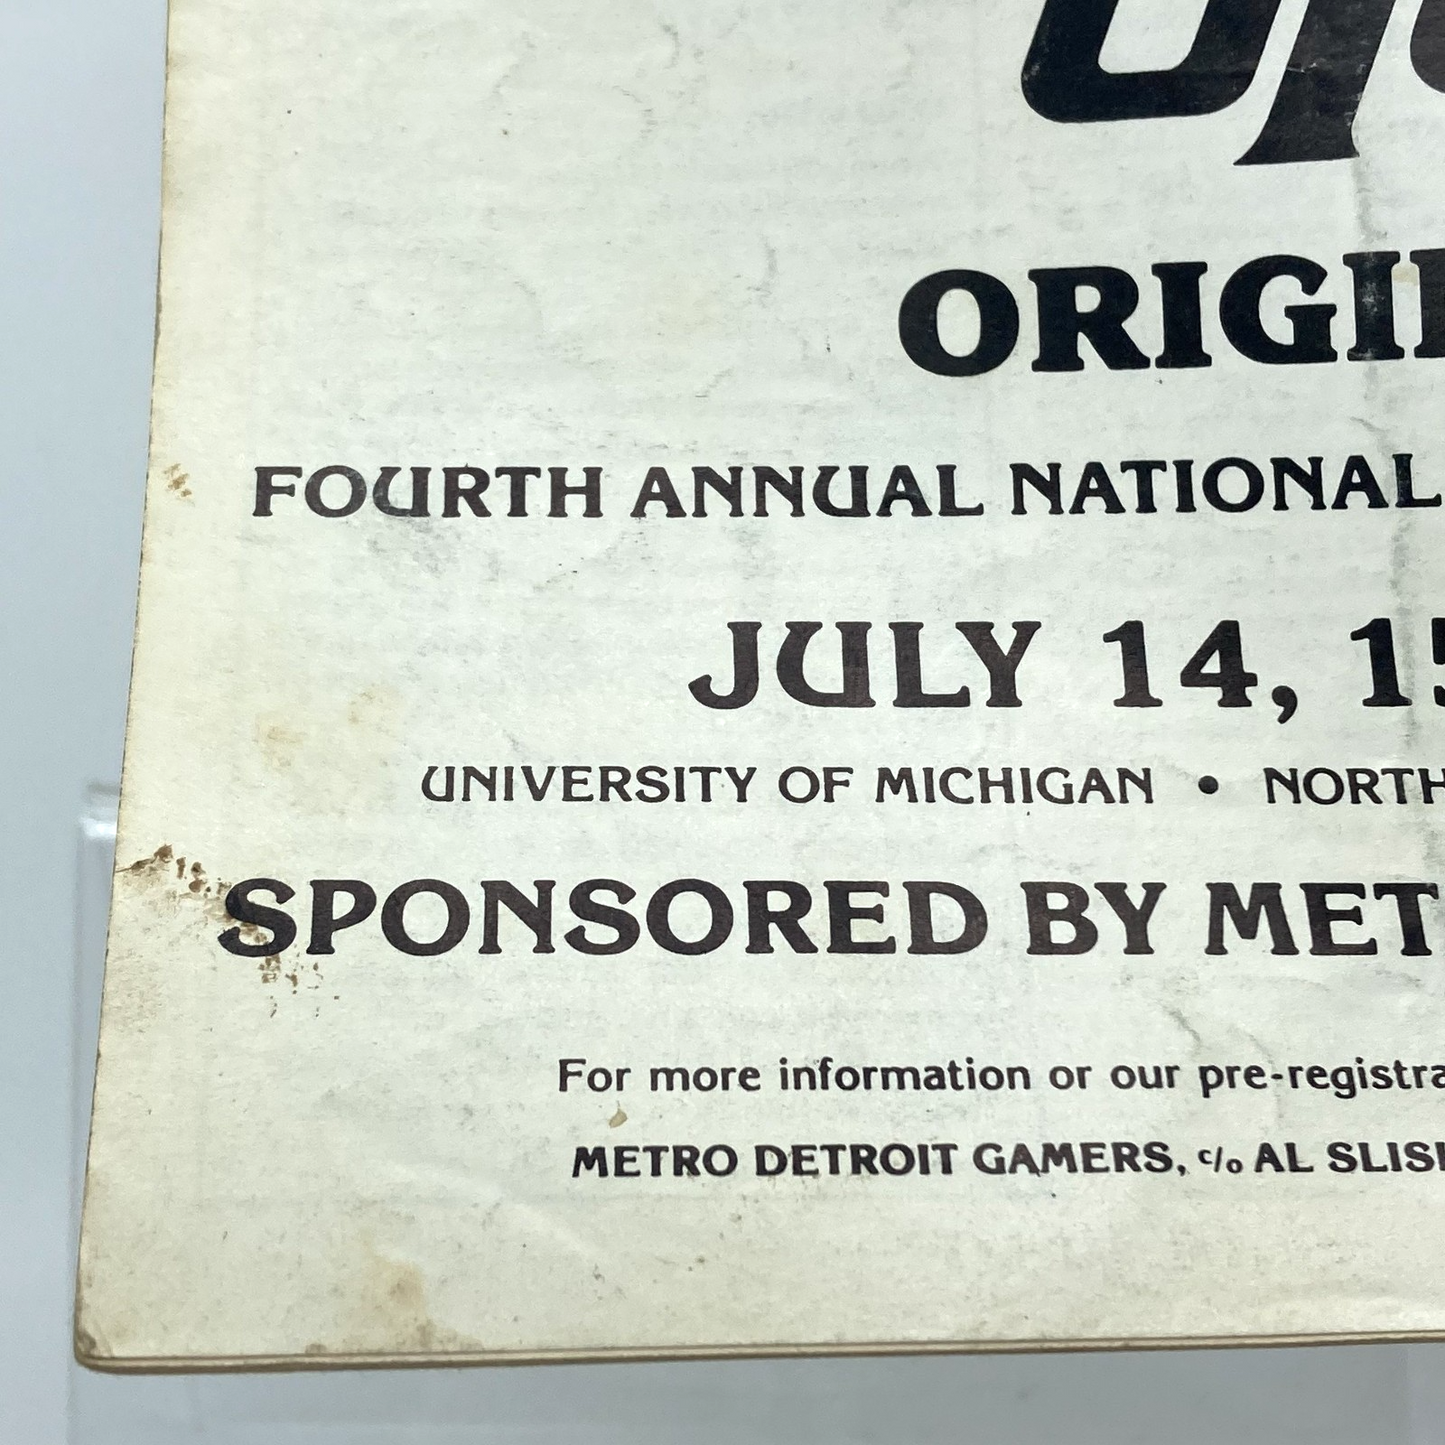 ORIGI
FOURTH ANNUAL NATIONAL
JULY 14, 15
UNIVERSITY OF MICHIGAN • NORTH
SPONSORED BY MET
For more information or our pre-registra
METRO DETROIT GAMERS, c/o AL SLIS